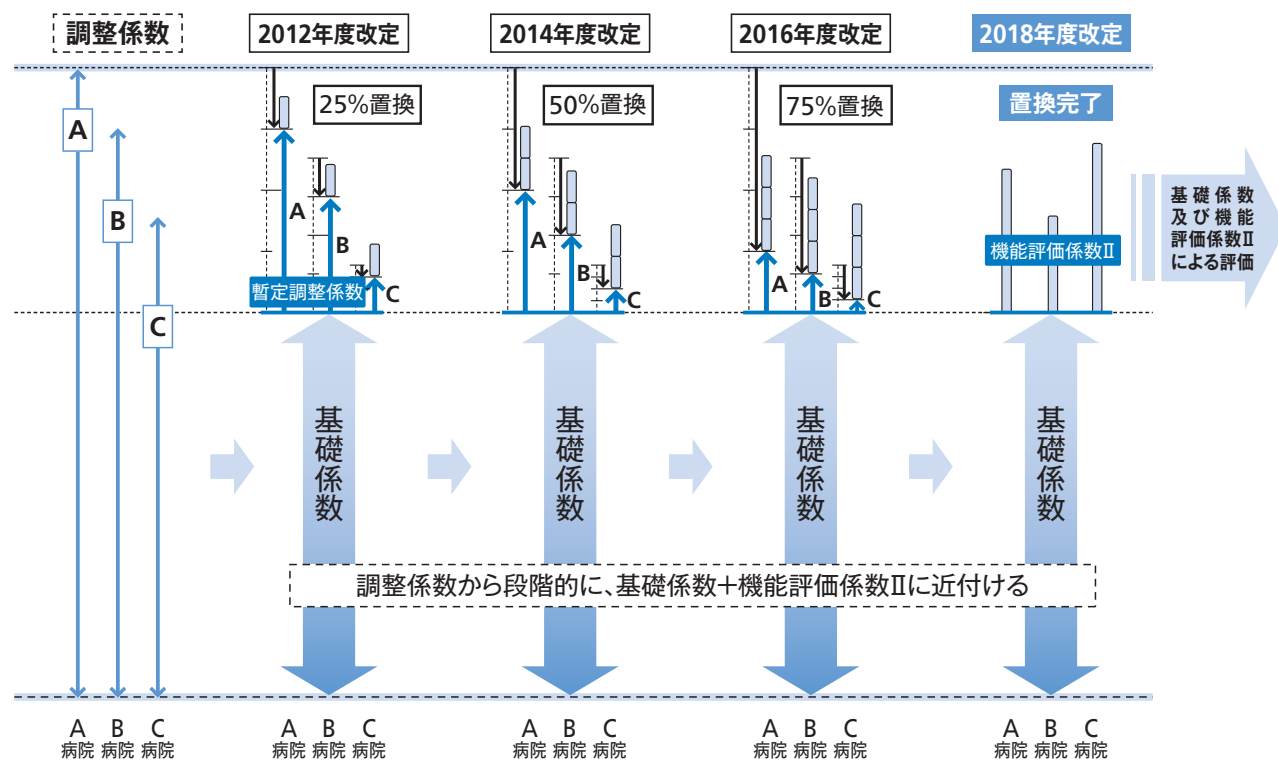 調整係数
2012年度改定
2014年度改定
2016年度改定
2018年度改定
25%置換
50%置換
75%置換
置換完了
A
B
C
A
B
C
暫定調整係数
A
B
C
A
B
C
機能評価係数Ⅱ
基礎係数
及び機能
評価係数Ⅱ
による評価
基礎係数
基礎係数
基礎係数
基礎係数
調整係数から段階的に、基礎係数＋機能評価係数Ⅱに近付ける
A
病院
B
病院
C
病院
A
病院
B
病院
C
病院
A
病院
B
病院
C
病院
A
病院
B
病院
C
病院
A
病院
B
病院
C
病院